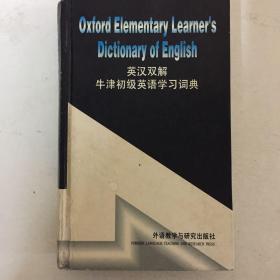 Oxford Elementary Learner's
Dictionary of English
英汉双解
牛津初级英语学习词典
外语教学与研究出版社
FOREIGN LANGUAGE TEACHING AND RESEARCH PRESS